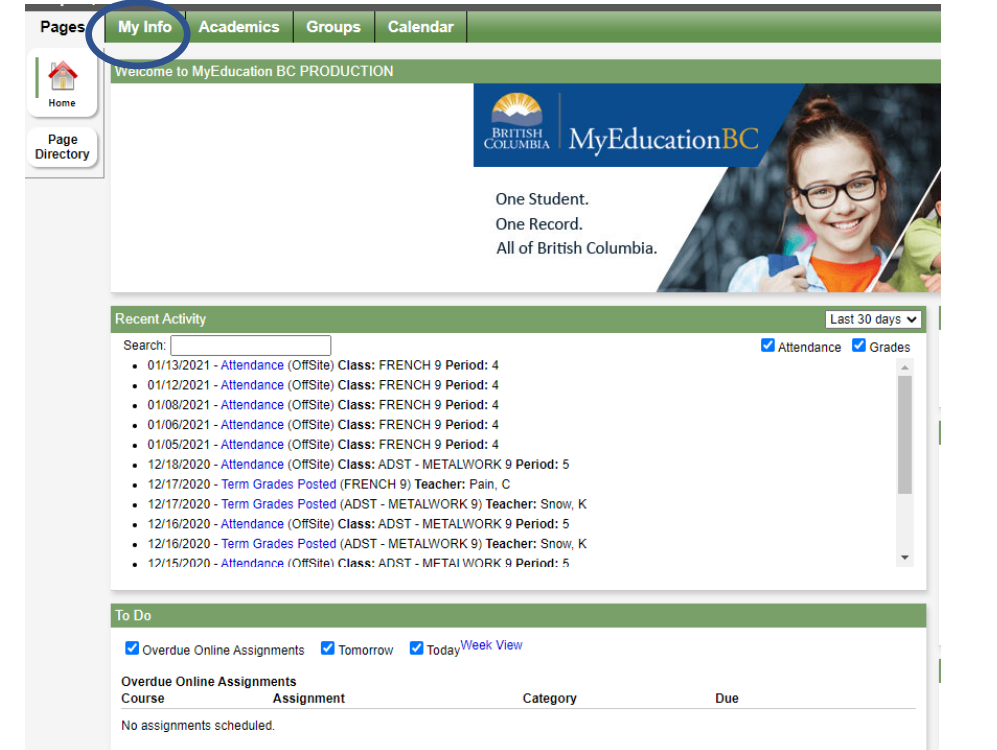 Pages My Info Academics Groups Calendar
Home
Page
Directory
Welcome to MyEducation BC PRODUCTION
BRITISH
COLUMBIA
MyEducationBC
One Student.
One Record.
All of British Columbia.
Recent Activity Last 30 days
Search: Attendance Grades
• 01/13/2021 - Attendance (OffSite) Class: FRENCH 9 Period: 4
• 01/12/2021 - Attendance (OffSite) Class: FRENCH 9 Period: 4
• 01/08/2021 - Attendance (OffSite) Class: FRENCH 9 Period: 4
• 01/06/2021 - Attendance (OffSite) Class: FRENCH 9 Period: 4
• 01/05/2021 - Attendance (OffSite) Class: FRENCH 9 Period: 4
• 12/18/2020 - Attendance (OffSite) Class: ADST - METALWORK 9 Period: 5
• 12/17/2020 - Term Grades Posted (FRENCH 9) Teacher: Pain, C
• 12/17/2020 - Term Grades Posted (ADST - METALWORK 9) Teacher: Snow, K
• 12/16/2020 - Attendance (OffSite) Class: ADST - METALWORK 9 Period: 5
• 12/16/2020 - Term Grades Posted (ADST - METALWORK 9) Teacher: Snow, K
• 12/15/2020 - Attendance (OffSite) Class: ADST - METALWORK 9 Period: 5
To Do
Overdue Online Assignments Tomorrow Today Week View
Overdue Online Assignments
Course Assignment Category Due
No assignments scheduled.